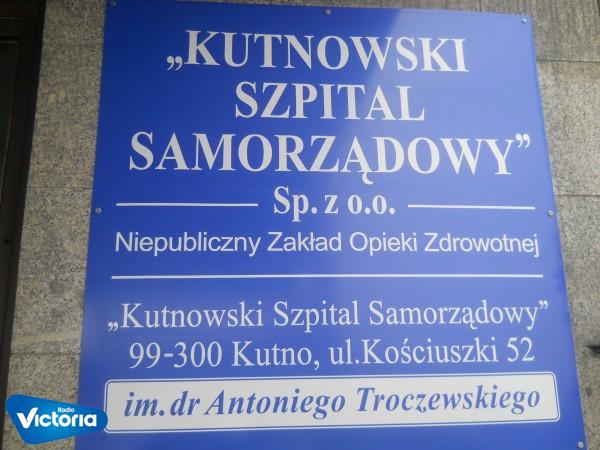 „KUTNOWSKI
SZPITAL
SAMORZĄDOWY”
Sp. z o.o.
Niepubliczny Zakład Opieki Zdrowotnej
„Kutnowski Szpital Samorządowy”
99-300 Kutno, ul.Kościuszki 52
im. dr Antoniego Troczewskiego
Radio
Victoria